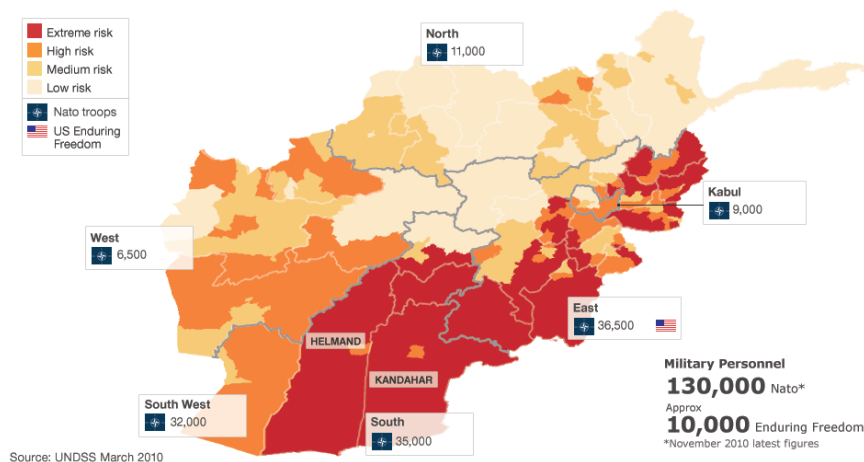 Extreme risk
High risk
Medium risk
Low risk
Nato troops
US Enduring
Freedom
North
11,000
Kabul
9,000
West
6,500
East
36,500
HELMAND
KANDAHAR
South West
32,000
South
35,000
Military Personnel
130,000 Nato*
Approx
10,000 Enduring Freedom
*November 2010 latest figures
Source: UNDSS March 2010